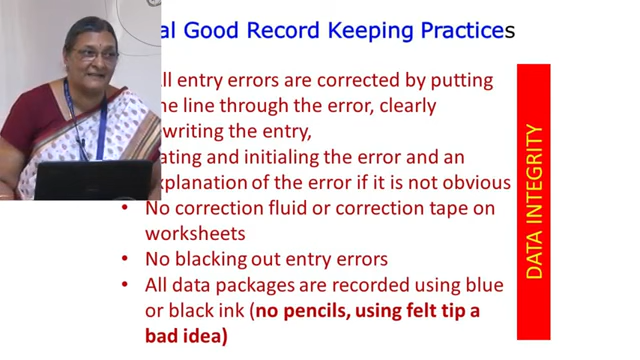 al Good Record Keeping Practices
ll entry errors are corrected by putting
ne line through the error, clearly
writing the entry,
ating and initialing the error and an
xplanation of the error if it is not obvious
• No correction fluid or correction tape on
worksheets
• No blacking out entry errors
• All data packages are recorded using blue
or black ink (no pencils, using felt tip a
bad idea)
DATA INTEGRITY